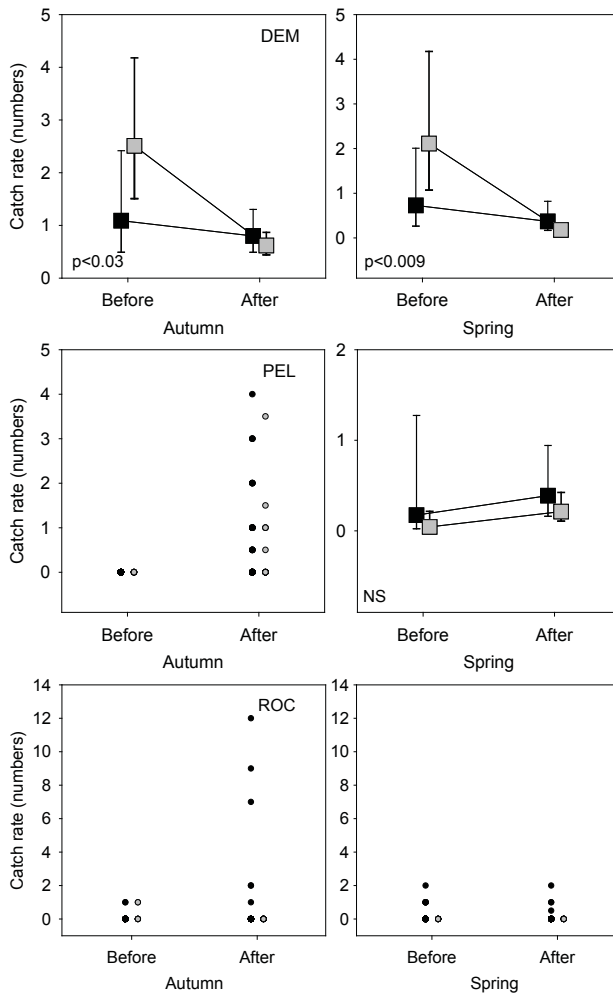 5
4
3
2
1
0
Catch rate (numbers)
DEM
p<0.03
Before
After
Autumn
5
4
3
2
1
0
p<0.009
Before
After
Spring
5
4
3
2
1
0
Catch rate (numbers)
PEL
Before
After
Autumn
2
1
0
NS
Before
After
Spring
14
12
10
8
6
4
2
0
Catch rate (numbers)
ROC
Before
After
Autumn
14
12
10
8
6
4
2
0
Before
After
Spring